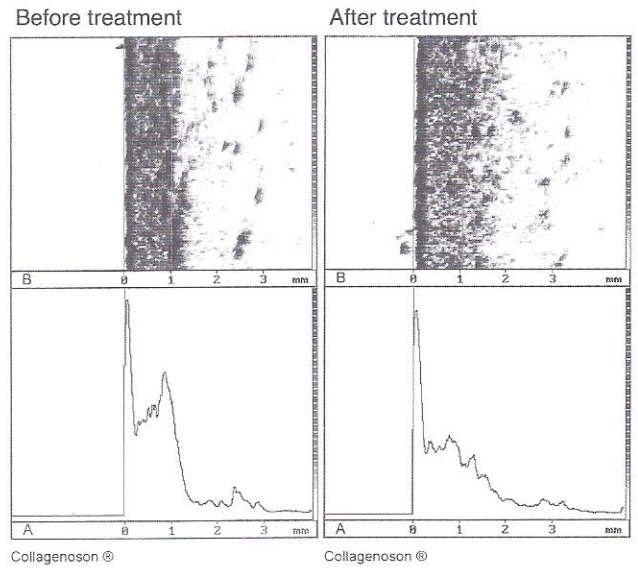 Before treatment
After treatment
B 0 1 2 3 mm
B 0 1 2 3 mm
A 0 1 2 3 mm
A 0 1 2 3 mm
Collagenoson ®
Collagenoson ®